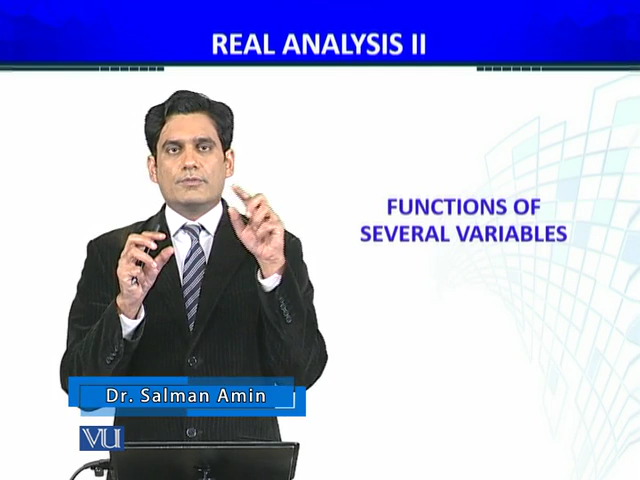 REAL ANALYSIS II
FUNCTIONS OF
SEVERAL VARIABLES
Dr. Salman Amin
VU